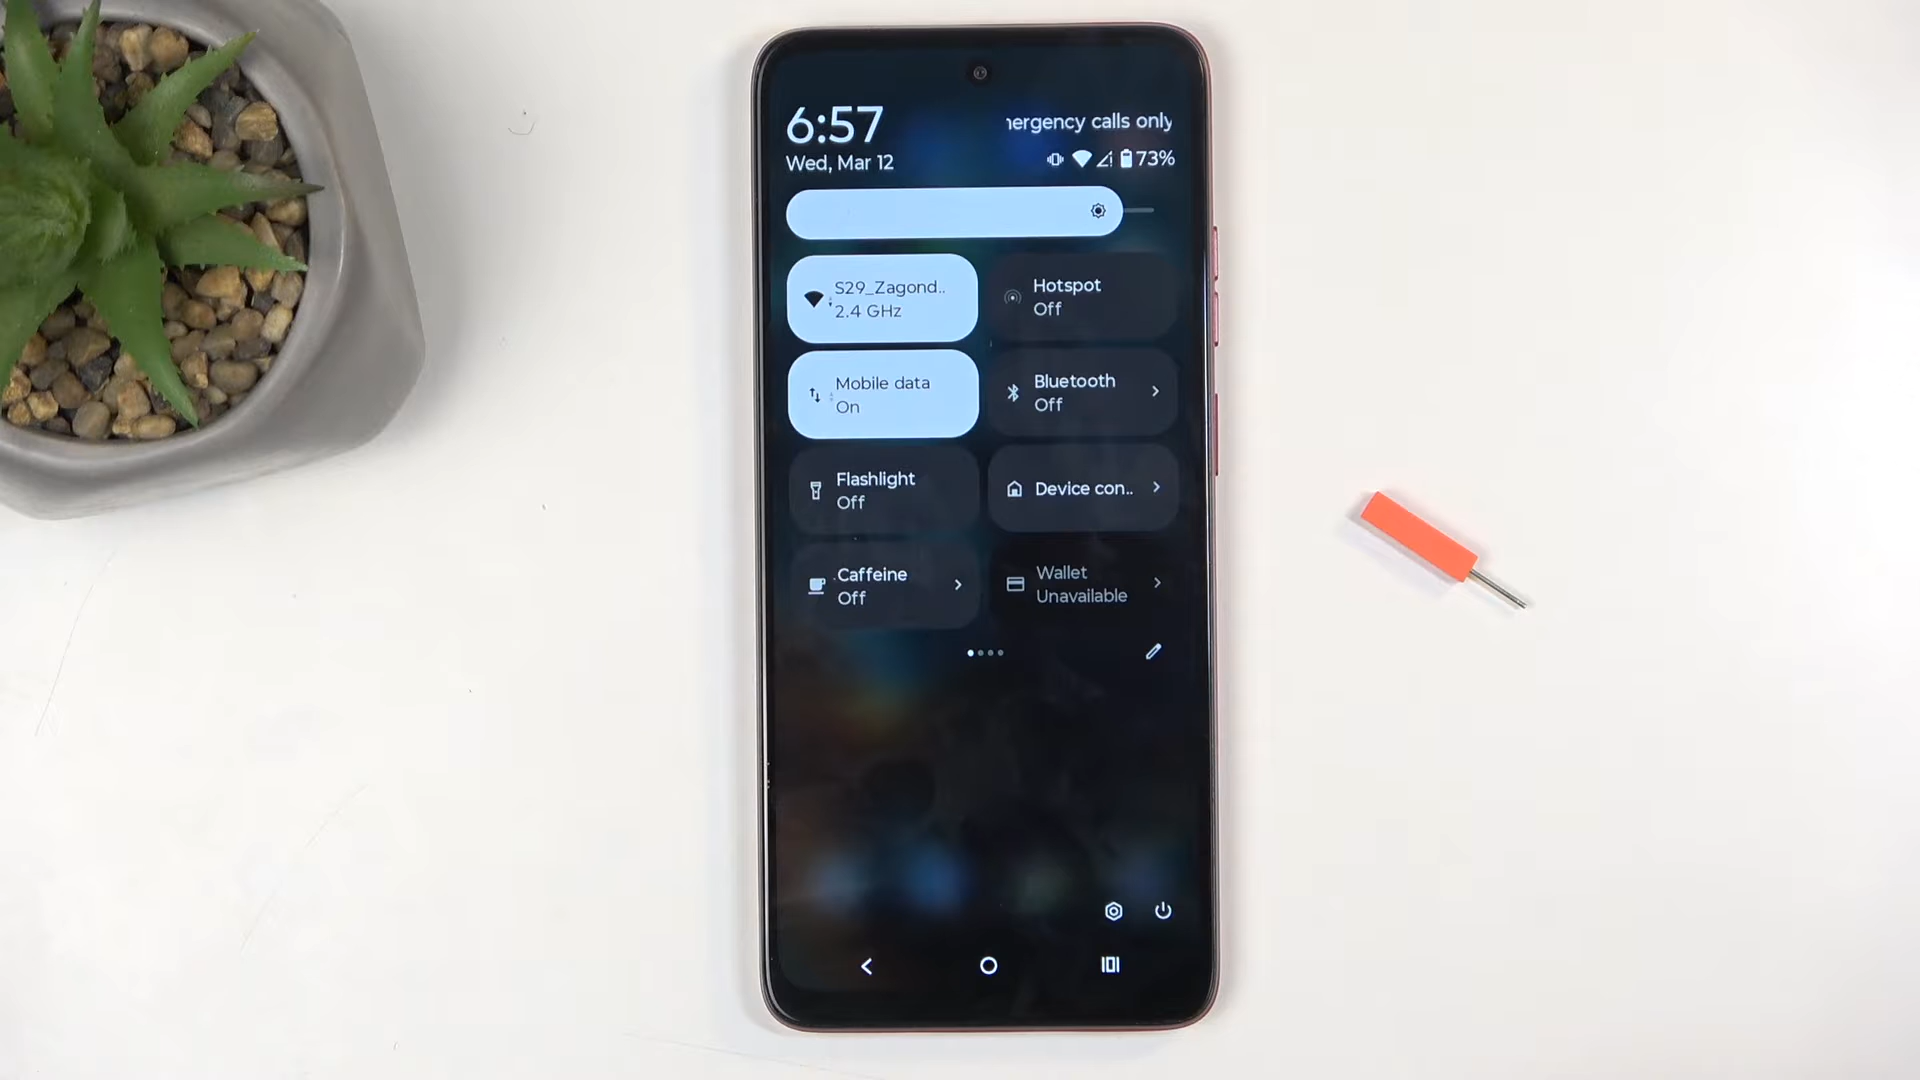 6:57
nergency calls only
Wed, Mar 12
73%
S29_Zagond..
2.4 GHz
Hotspot
Off
Mobile data
On
Bluetooth
Off
Flashlight
Off
Device con..
Caffeine
Off
Wallet
Unavailable